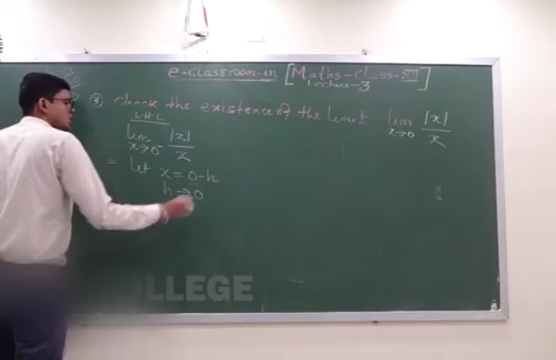 e-classroom [Maths-Class-XI]
Lecture-3
③ Check the existence of the limit lim x→0 |x|/x
L.H.L
lim x→0⁻ |x|/x
= let x = 0-h
h→0
OLLEGE